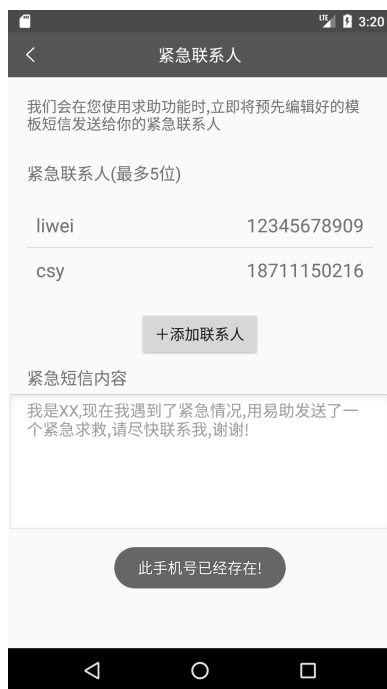 LTE 3:20
紧急联系人
我们会在您使用求助功能时,立即将预先编辑好的模
板短信发送给你的紧急联系人
紧急联系人(最多5位)
liwei 12345678909
csy 18711150216
+添加联系人
紧急短信内容
我是XX,现在我遇到了紧急情况,用易助发送了一
个紧急求救,请尽快联系我,谢谢!
此手机号已经存在!